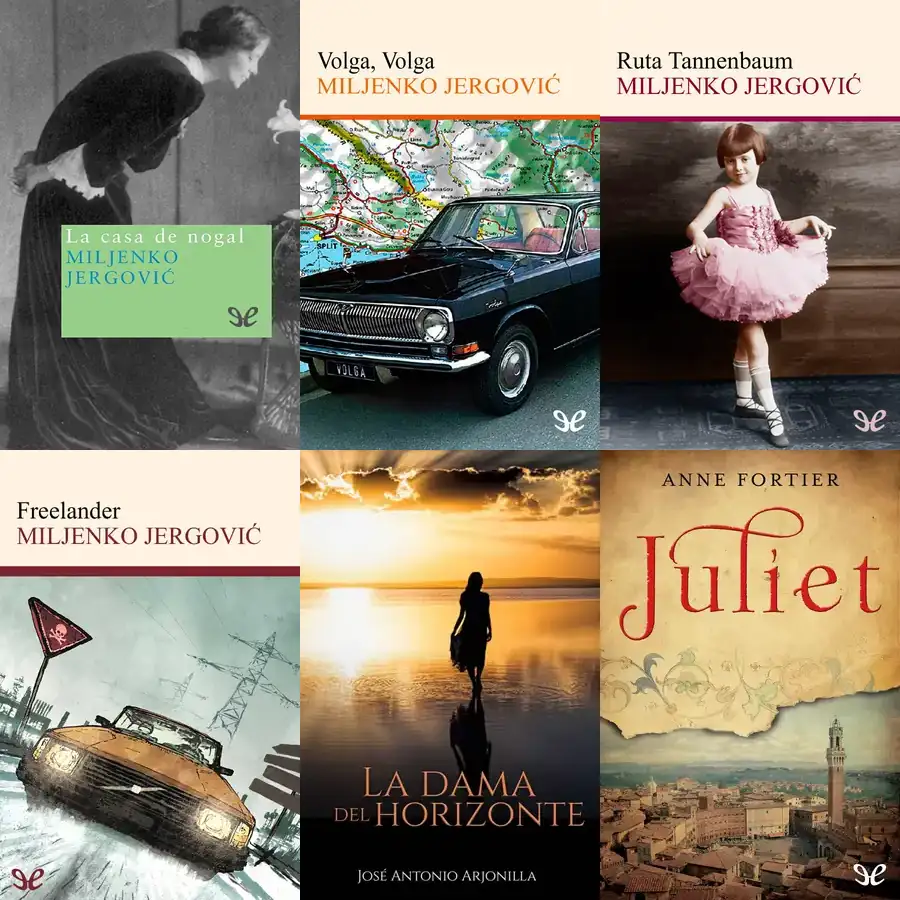 La casa de nogal
MILJENKO
JERGOVIĆ
Volga, Volga
MILJENKO JERGOVIĆ
SPLIT
Volga
VOLGA
Ruta Tannenbaum
MILJENKO JERGOVIĆ
Freelander
MILJENKO JERGOVIĆ
LA DAMA
DEL HORIZONTE
JOSÉ ANTONIO ARJONILLA
ANNE FORTIER
Juliet